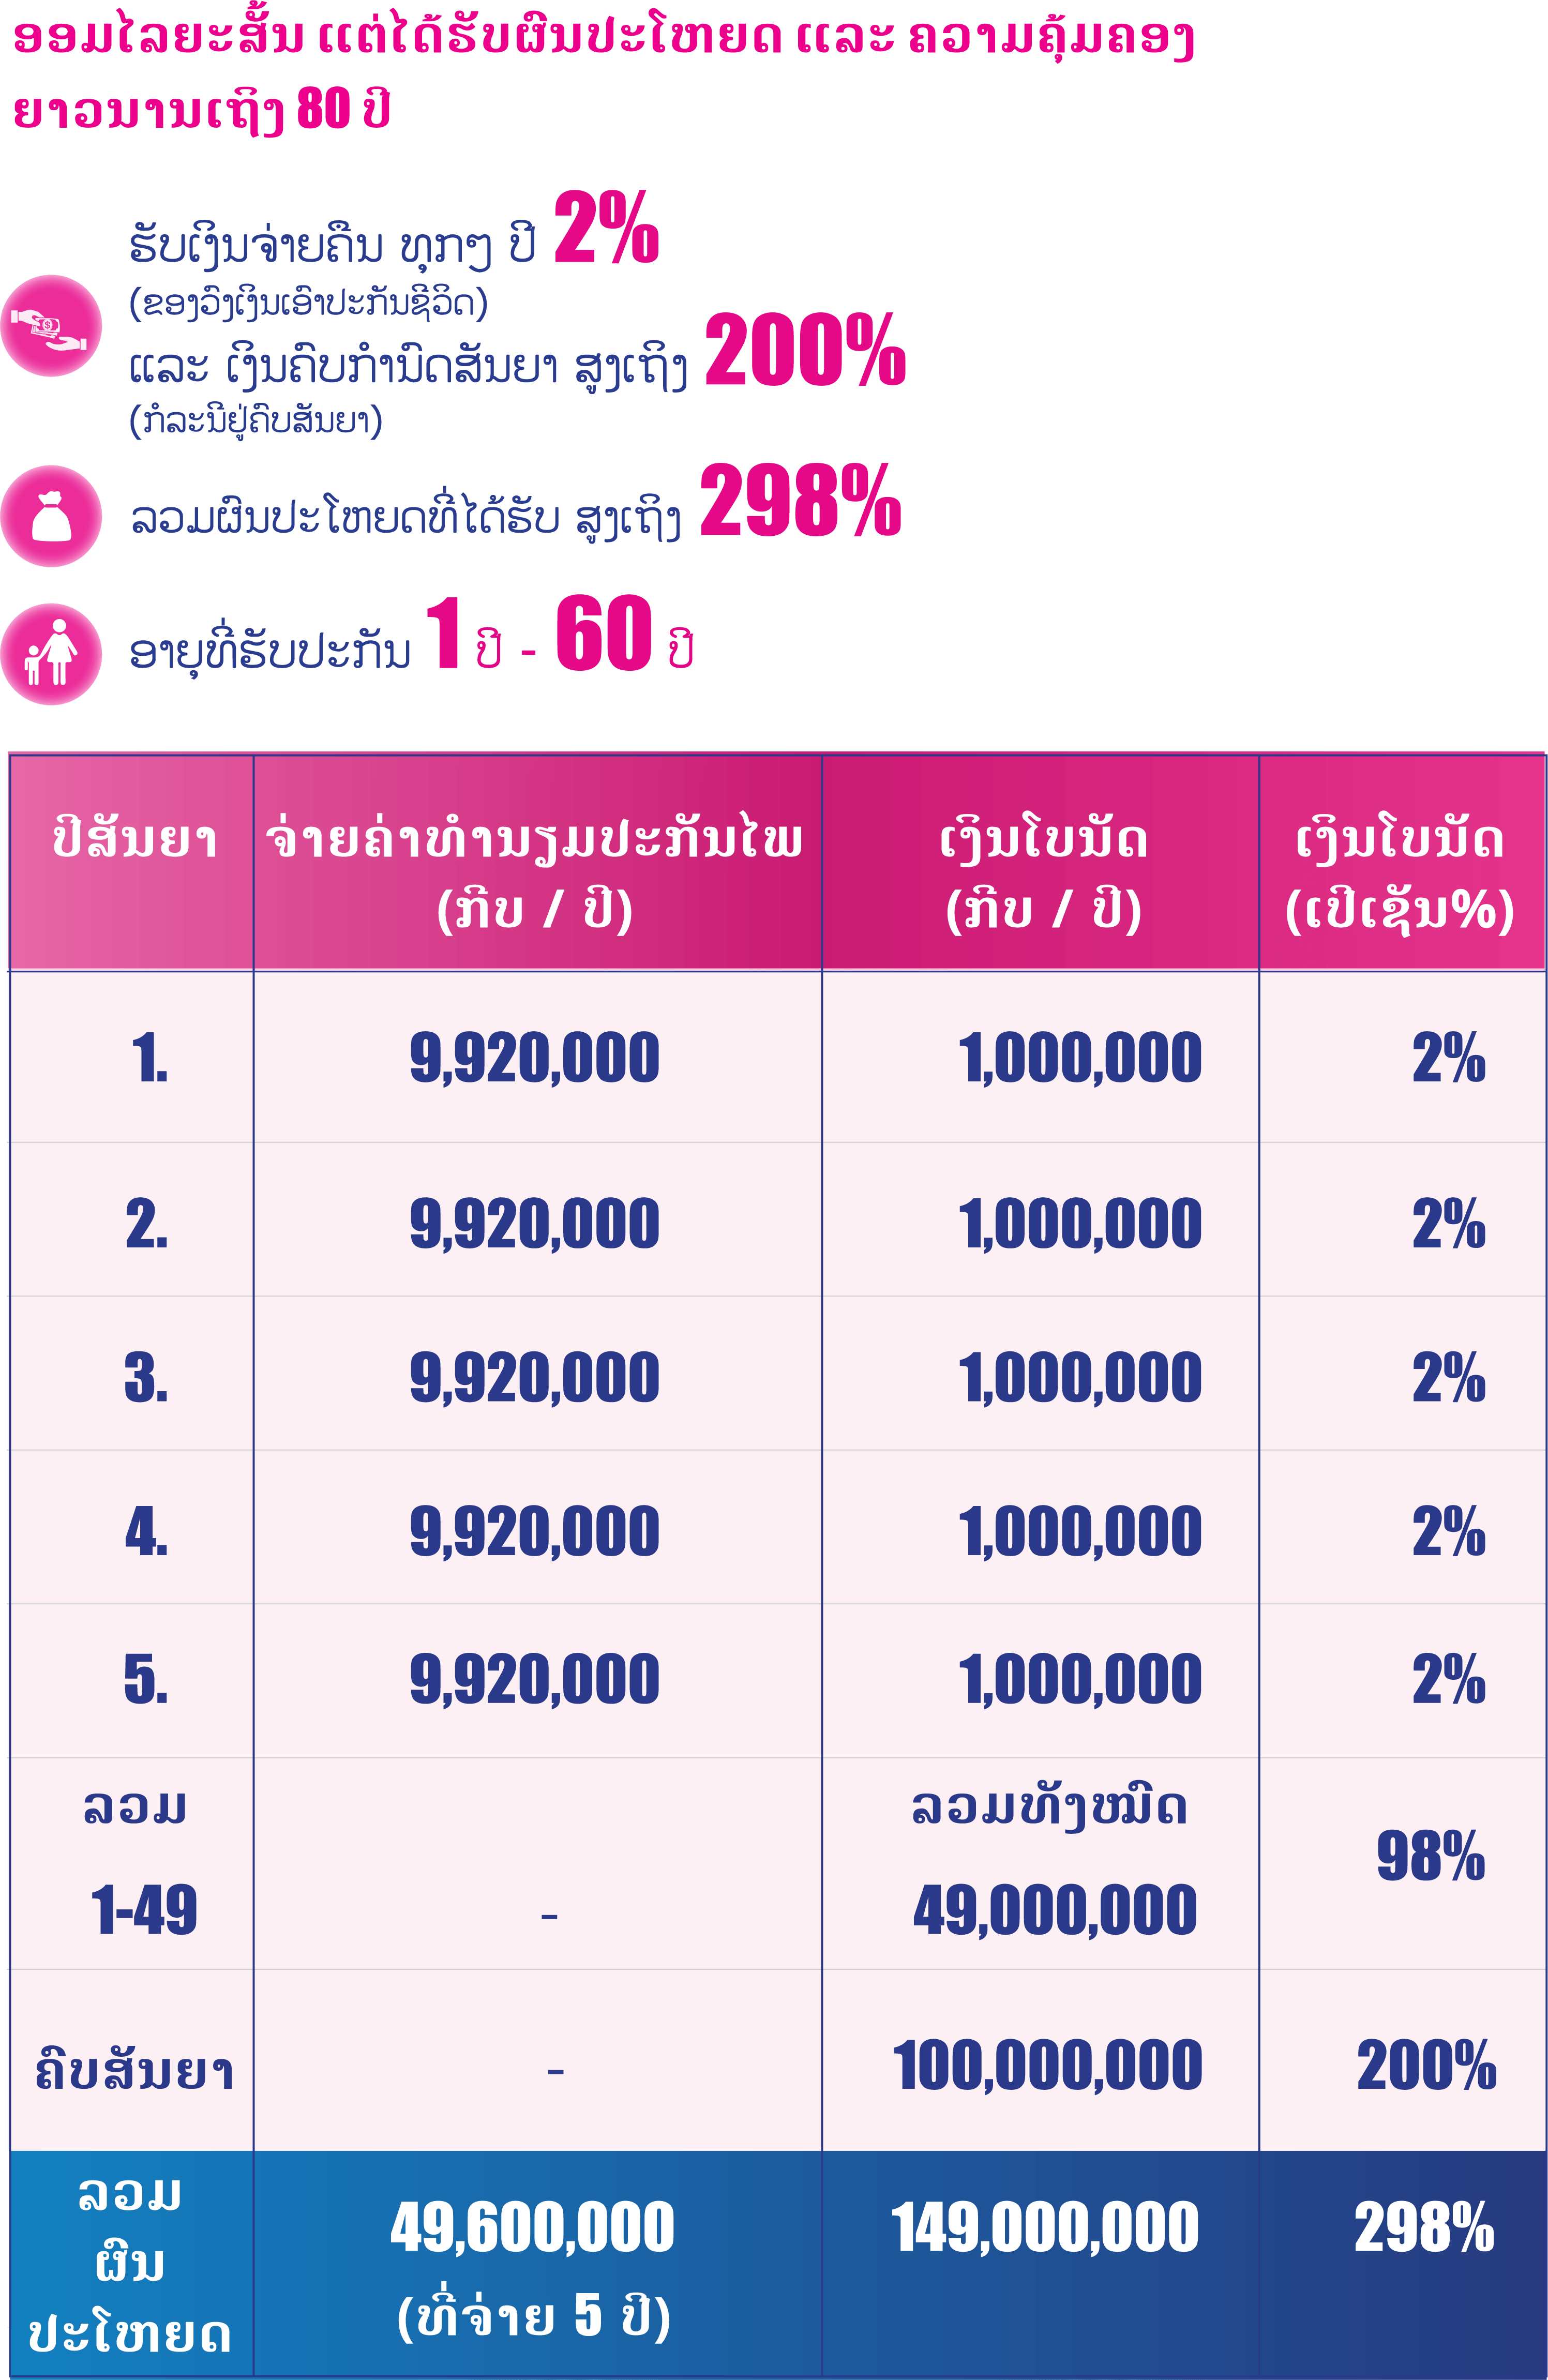 ອອມໄລຍະສັ້ນ ແຕ່ໄດ້ຮັບຜົນປະໂຫຍດ ແລະ ຄວາມຄຸ້ມຄອງ
ຍາວນານເຖິງ 80 ປີ
ຮັບເງິນຈ່າຍຄືນ ທຸກໆ ປີ 2%
(ຂອງວົງເງິນເອົາປະກັນຊີວິດ)
ແລະ ເງິນຄົບກຳນົດສັນຍາ ສູງເຖິງ 200%
(ກໍລະນີຢູ່ຄົບສັນຍາ)
ລວມຜົນປະໂຫຍດທີ່ໄດ້ຮັບ ສູງເຖິງ 298%
ອາຍຸທີ່ຮັບປະກັນ 1 ປີ - 60 ປີ
ປີສັນຍາ ຈ່າຍຄ່າທຳນຽມປະກັນໄພ ເງິນໂບນັດ ເງິນໂບນັດ
(ກີບ / ປີ) (ກີບ / ປີ) (ເປີເຊັນ%)
1. 9,920,000 1,000,000 2%
2. 9,920,000 1,000,000 2%
3. 9,920,000 1,000,000 2%
4. 9,920,000 1,000,000 2%
5. 9,920,000 1,000,000 2%
ລວມ ລວມທັງໝົດ
98%
1-49 - 49,000,000
ຄົບສັນຍາ - 100,000,000 200%
ລວມ
49,600,000 149,000,000 298%
ຜົນ
ປະໂຫຍດ (ທີ່ຈ່າຍ 5 ປີ)